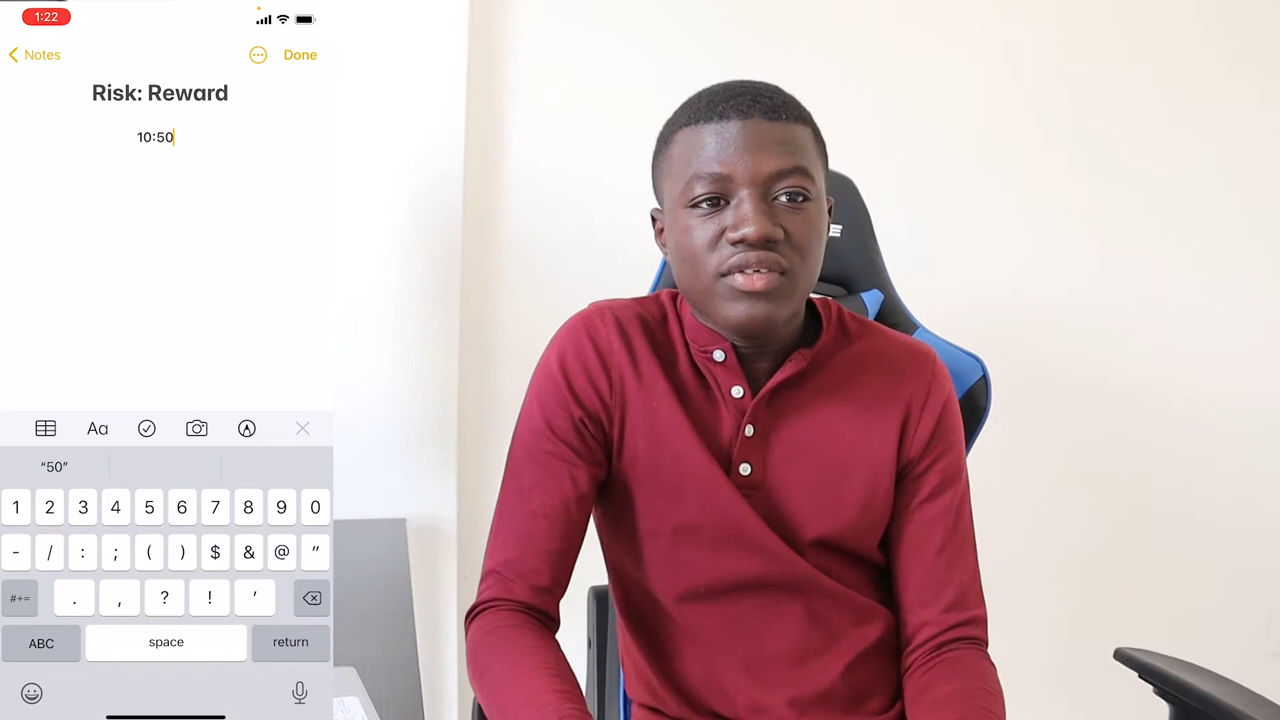 1:22
Notes
Done
Risk: Reward
10:50
Aa
“50”
1 2 3 4 5 6 7 8 9 0
- / : ; ( ) $ & @ "
#+= . , ? ! '
ABC space return